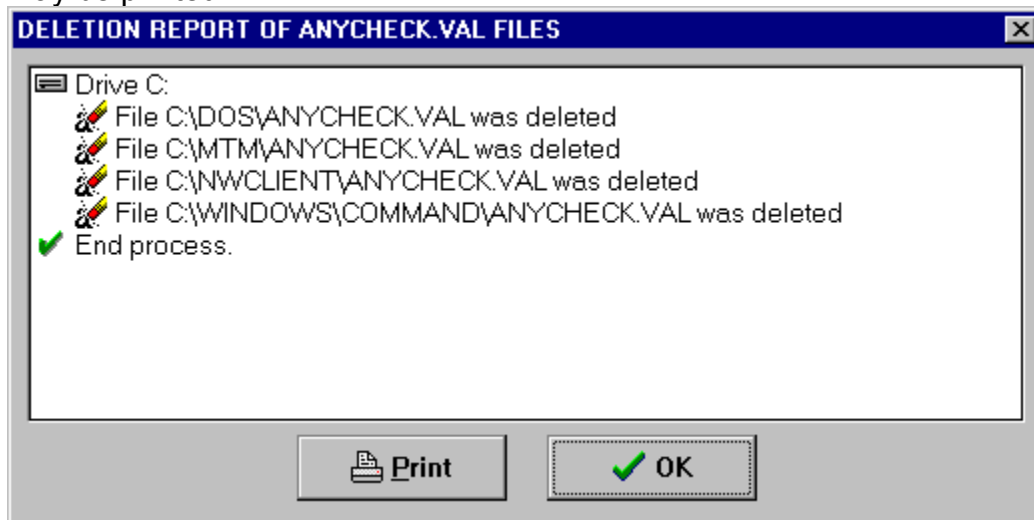 DELETION REPORT OF ANYCHECK.VAL FILES
Drive C:
File C:\DOS\ANYCHECK.VAL was deleted
File C:\MTM\ANYCHECK.VAL was deleted
File C:\NWCLIENT\ANYCHECK.VAL was deleted
File C:\WINDOWS\COMMAND\ANYCHECK.VAL was deleted
End process.
Print
OK